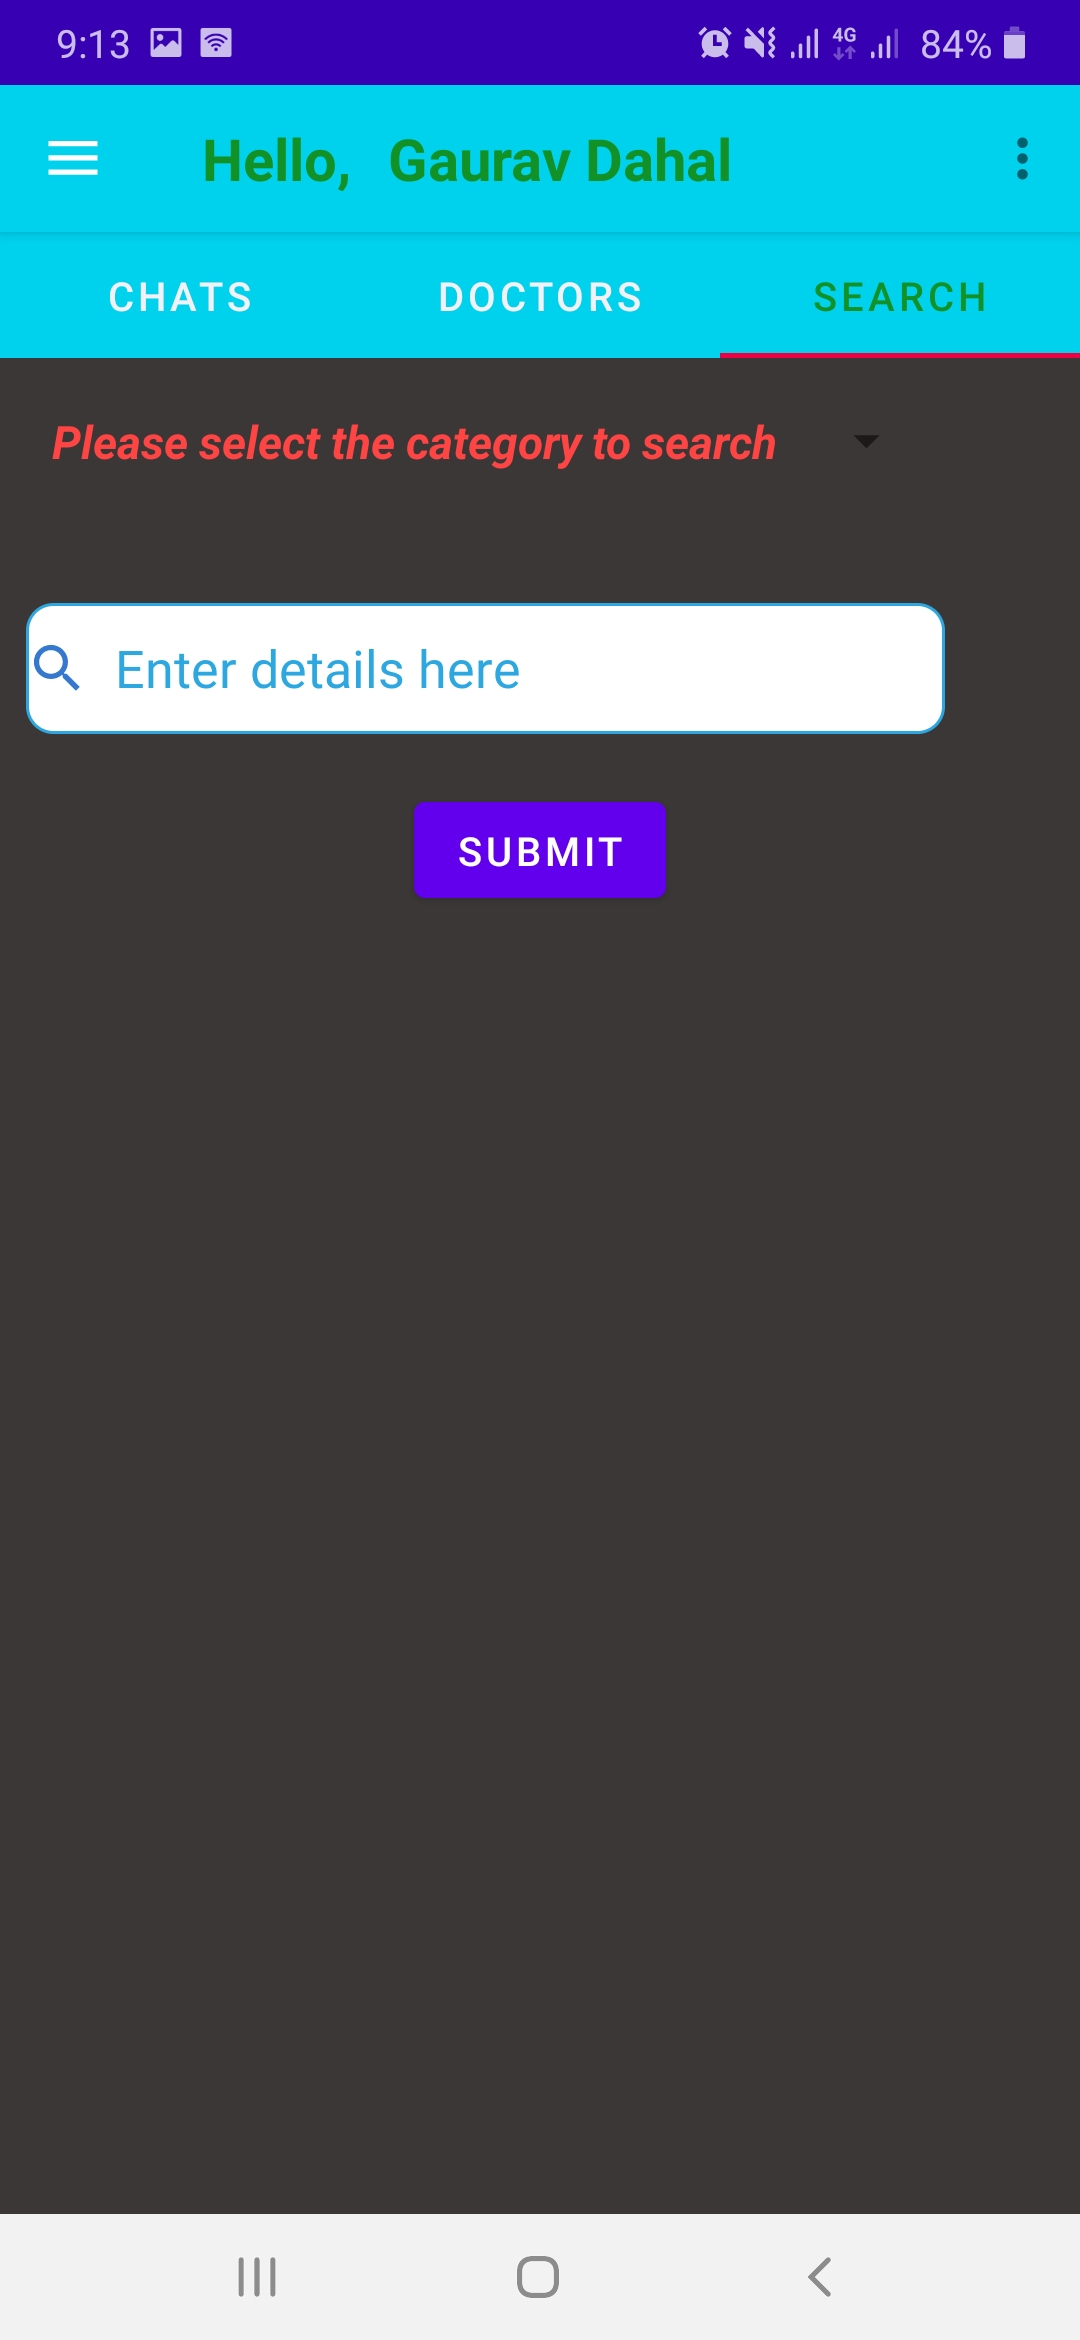 9:13 4G 84%
Hello, Gaurav Dahal
CHATS DOCTORS SEARCH
Please select the category to search
Enter details here
SUBMIT